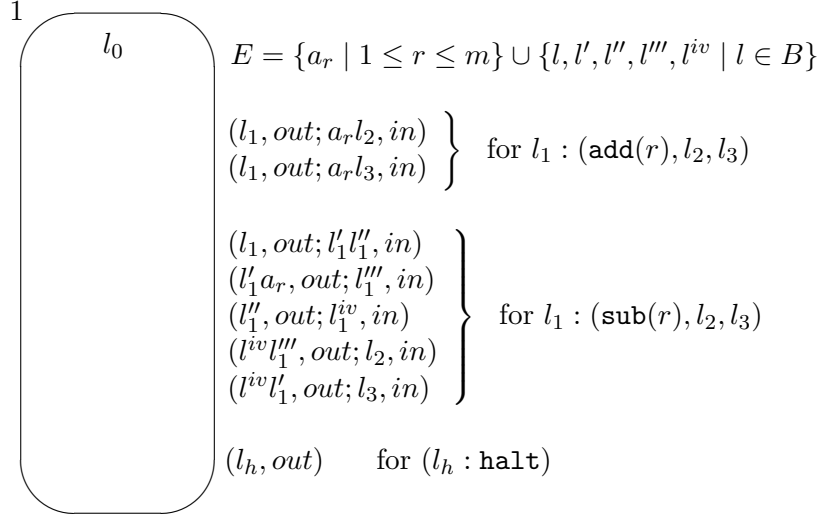 1
l_0
E = {a_r | 1 ≤ r ≤ m} ∪ {l, l′, l″, l‴, l^{iv} | l ∈ B}
(l_1, out; a_r l_2, in)
(l_1, out; a_r l_3, in)
for l_1 : (add(r), l_2, l_3)
(l_1, out; l′_1 l″_1, in)
(l′_1 a_r, out; l‴_1, in)
(l″_1, out; l^{iv}_1, in)
(l^{iv} l‴_1, out; l_2, in)
(l^{iv} l′_1, out; l_3, in)
for l_1 : (sub(r), l_2, l_3)
(l_h, out) for (l_h : halt)